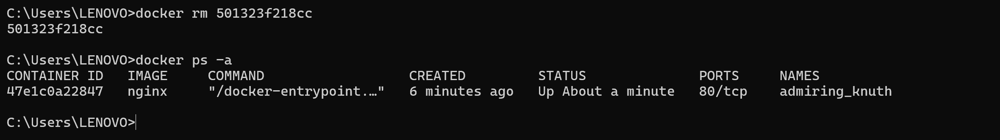 C:\Users\LENOVO>docker rm 501323f218cc
501323f218cc
C:\Users\LENOVO>docker ps -a
CONTAINER ID   IMAGE     COMMAND                  CREATED         STATUS              PORTS     NAMES
47e1c0a22847   nginx     "/docker-entrypoint.…"   6 minutes ago   Up About a minute   80/tcp    admiring_knuth
C:\Users\LENOVO>